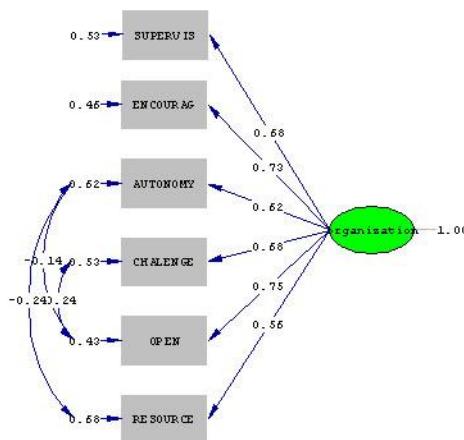 0.53 SUPERVIS
0.46 ENCOURAG
0.68
0.73
0.62 AUTONOMY
0.62
rganization 1.00
-0.14 0.53 CHALENGE
0.68
-0.24 0.24
0.75
0.43 OPEN
0.56
0.68 RESOURCE